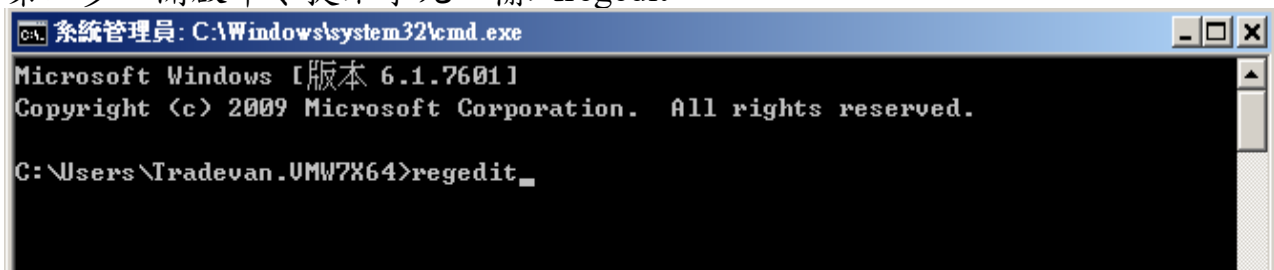 regedit
系統管理員: C:\Windows\system32\cmd.exe
Microsoft Windows [版本 6.1.7601]
Copyright (c) 2009 Microsoft Corporation.  All rights reserved.
C:\Users\Tradevan.VMW7X64>regedit_